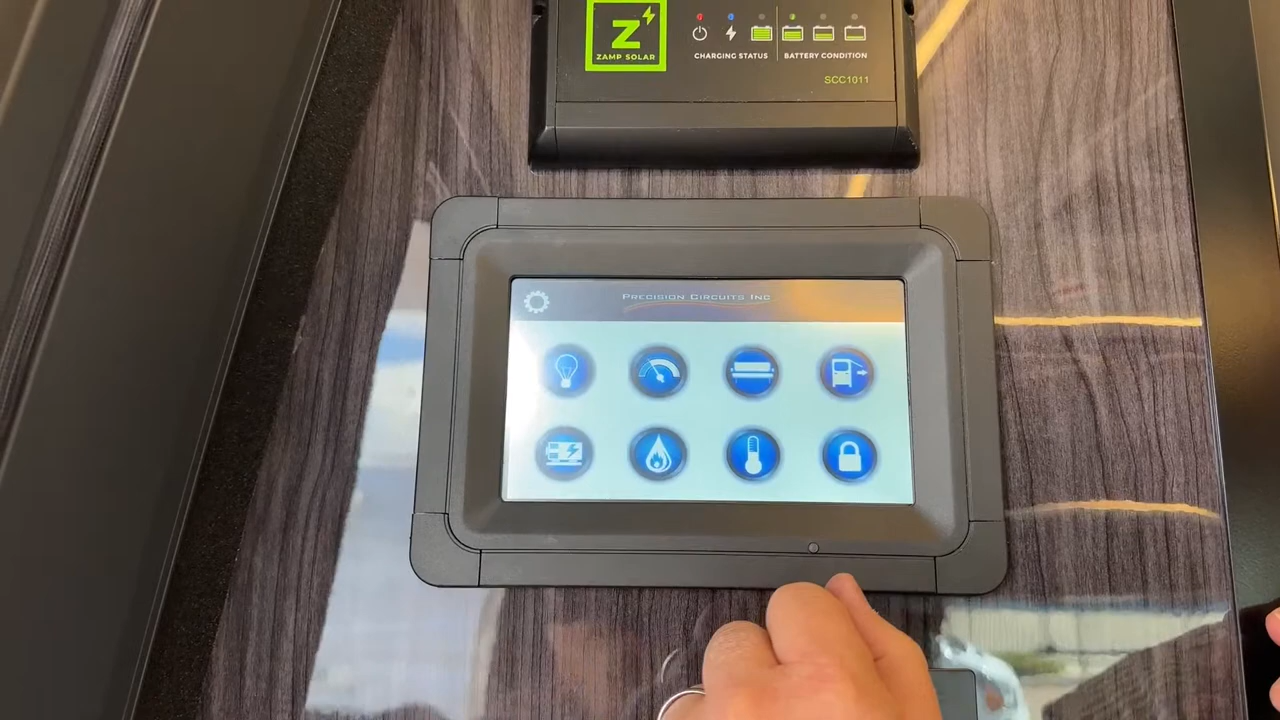 Z
ZAMP SOLAR
CHARGING STATUS
BATTERY CONDITION
SCC1011
PRECISION CIRCUITS INC